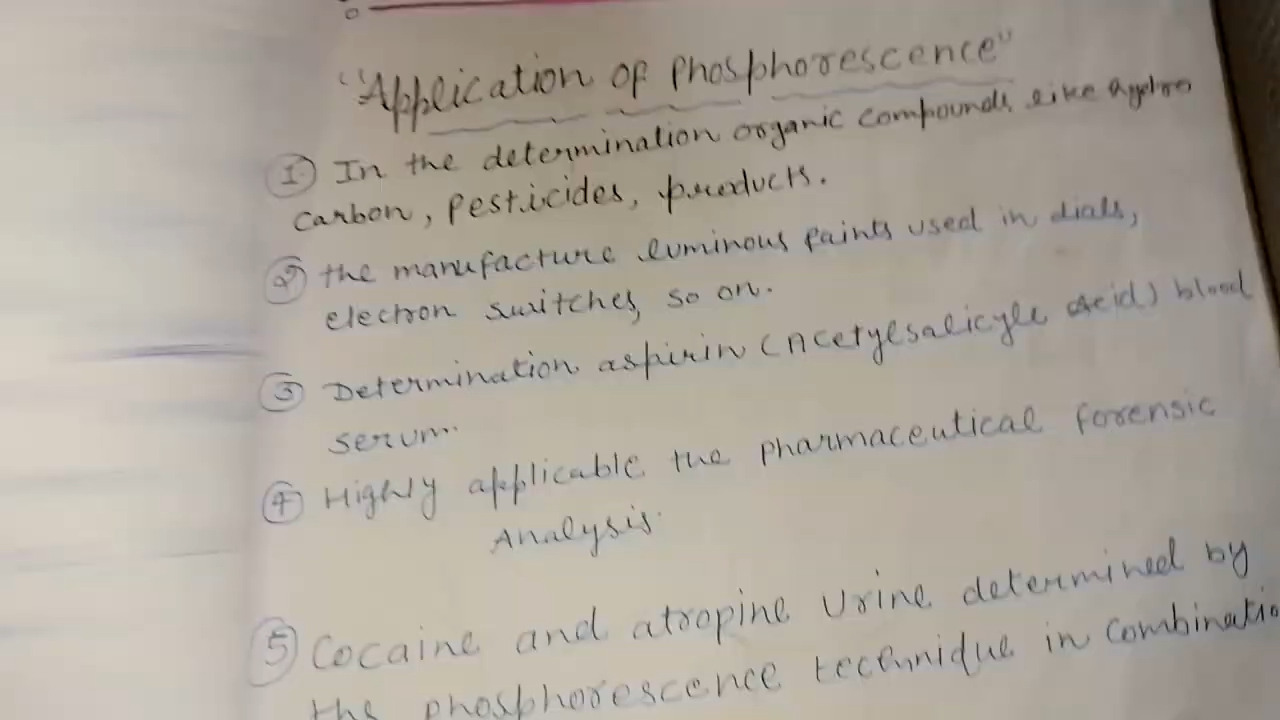 "Application of Phosphorescence"
① In the determination organic compounds like hydro
carbon, pesticides, products.
② the manufacture luminous paints used in dials,
electron switches, so on.
③ Determination aspirin (Acetylsalicylc Acid) blood
serum.
④ Highly applicable the pharmaceutical forensic
Analysis.
⑤ Cocaine and atropine Urine determined by
the phosphorescence technique in combinatio